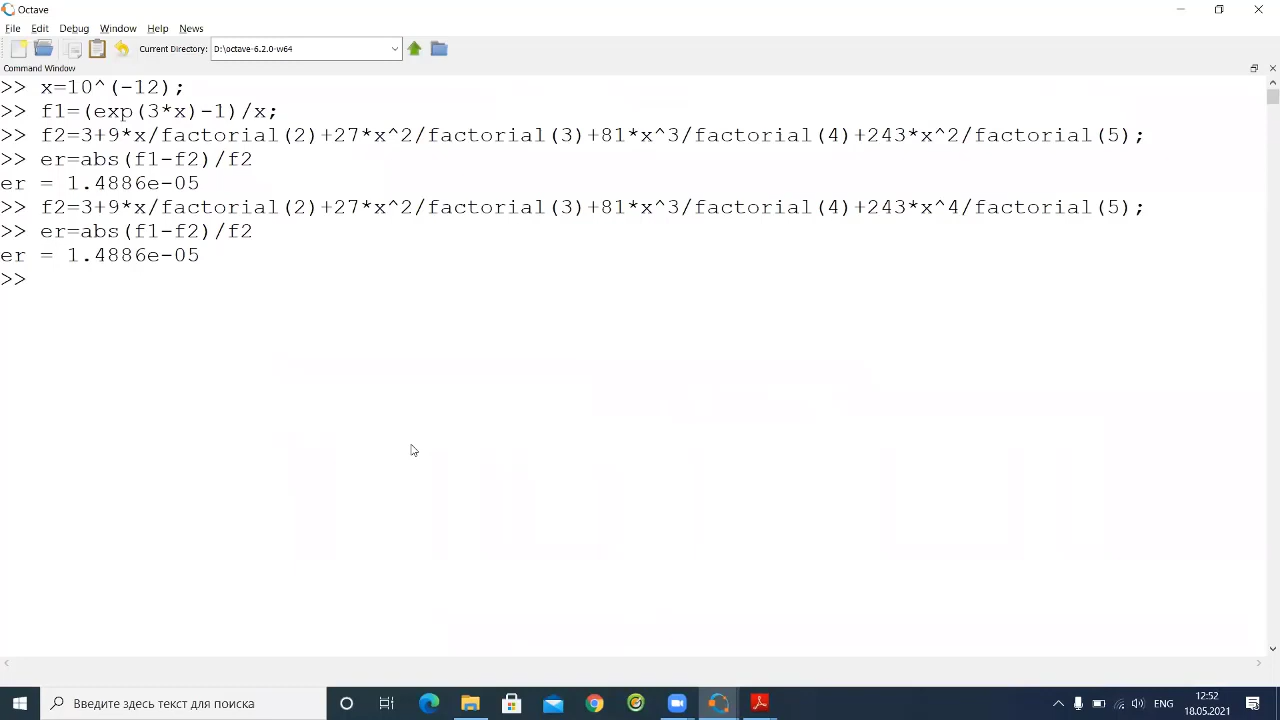 Octave
File Edit Debug Window Help News
Current Directory: D:\octave-6.2.0-w64
Command Window
>> x=10^(-12);
>> f1=(exp(3*x)-1)/x;
>> f2=3+9*x/factorial(2)+27*x^2/factorial(3)+81*x^3/factorial(4)+243*x^2/factorial(5);
>> er=abs(f1-f2)/f2
er = 1.4886e-05
>> f2=3+9*x/factorial(2)+27*x^2/factorial(3)+81*x^3/factorial(4)+243*x^4/factorial(5);
>> er=abs(f1-f2)/f2
er = 1.4886e-05
>>
Введите здесь текст для поиска
ENG
12:52
18.05.2021